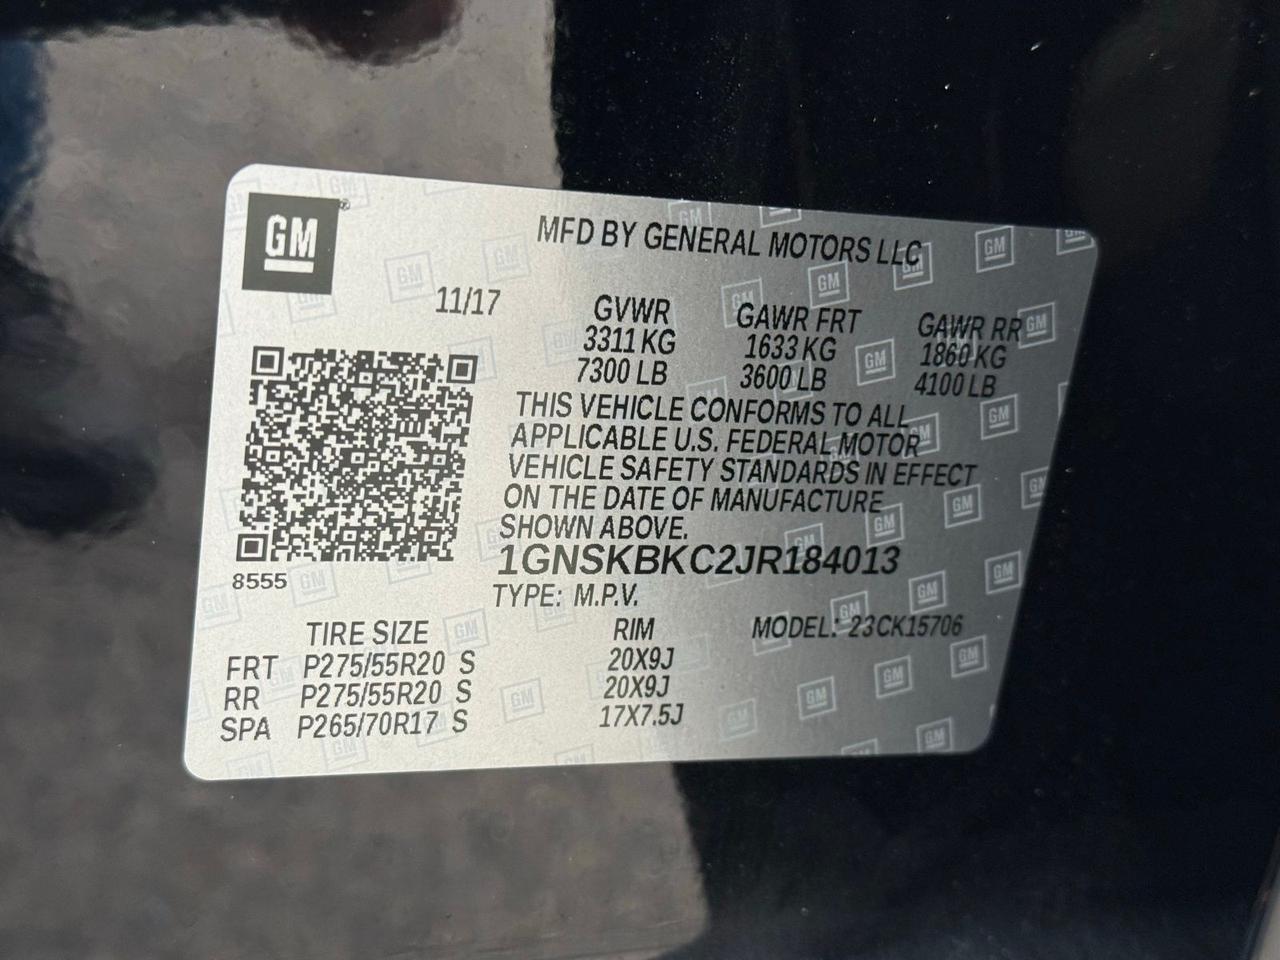 GM®
MFD BY GENERAL MOTORS LLC
11/17
GVWR GAWR FRT GAWR RR
3311 KG 1633 KG 1860 KG
7300 LB 3600 LB 4100 LB
THIS VEHICLE CONFORMS TO ALL
APPLICABLE U.S. FEDERAL MOTOR
VEHICLE SAFETY STANDARDS IN EFFECT
ON THE DATE OF MANUFACTURE
SHOWN ABOVE.
1GNSKBKC2JR184013
8555
TYPE: M.P.V.
TIRE SIZE RIM MODEL: 23CK15706
FRT P275/55R20 S 20X9J
RR P275/55R20 S 20X9J
SPA P265/70R17 S 17X7.5J